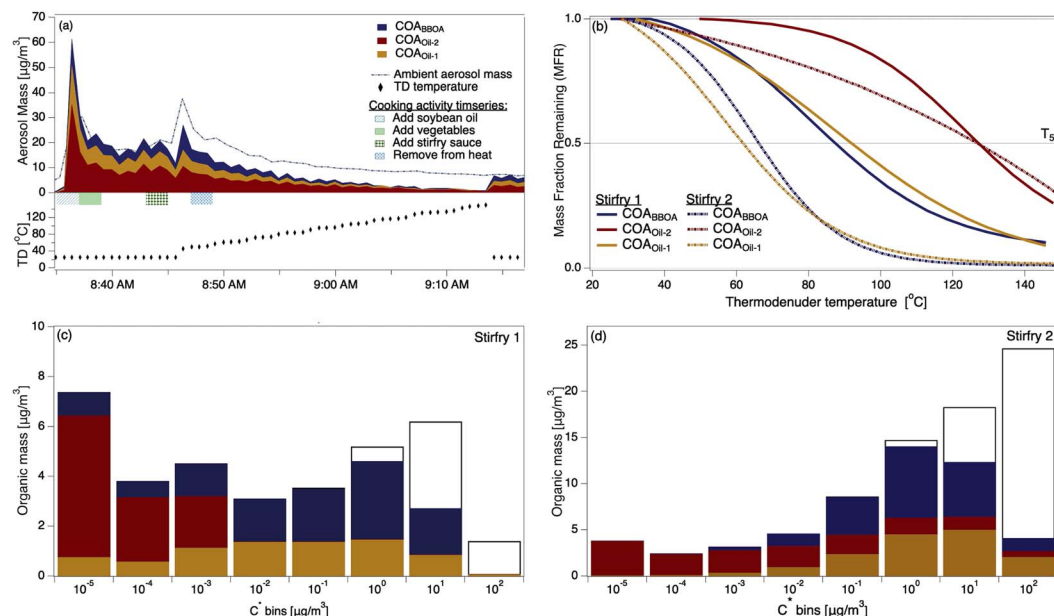 (a)
COA_BBOA
COA_Oil-2
COA_Oil-1
Ambient aerosol mass
TD temperature
Cooking activity timseries:
Add soybean oil
Add vegetables
Add stirfry sauce
Remove from heat
Aerosol Mass [µg/m³]
70
60
50
40
30
20
10
0
TD [°C]
120
80
40
0
8:40 AM
8:50 AM
9:00 AM
9:10 AM
(b)
Mass Fraction Remaining (MFR)
1.0
0.5
0.0
T₅
Stirfry 1
COA_BBOA
COA_Oil-2
COA_Oil-1
Stirfry 2
COA_BBOA
COA_Oil-2
COA_Oil-1
20 40 60 80 100 120 140
Thermodenuder temperature [°C]
(c)
Stirfry 1
Organic mass [µg/m³]
10
8
6
4
2
0
10⁻⁵ 10⁻⁴ 10⁻³ 10⁻² 10⁻¹ 10⁰ 10¹ 10²
C* bins [µg/m³]
(d)
Stirfry 2
Organic mass [µg/m³]
25
20
15
10
5
0
10⁻⁵ 10⁻⁴ 10⁻³ 10⁻² 10⁻¹ 10⁰ 10¹ 10²
C* bins [µg/m³]